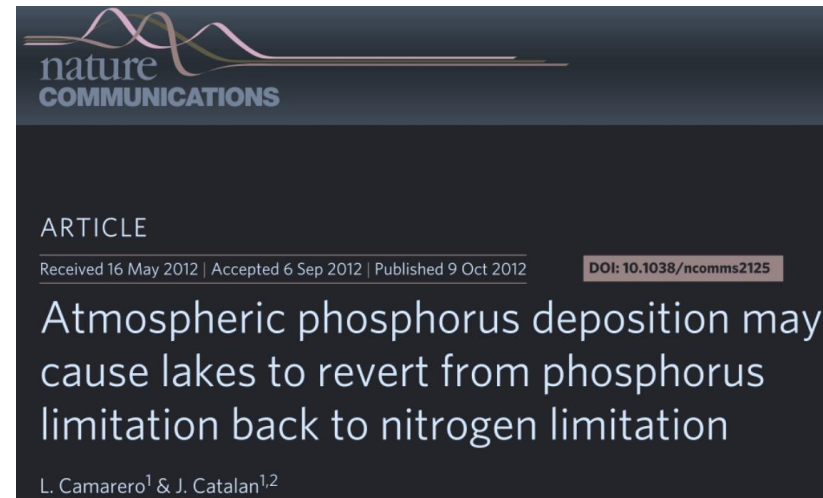 nature
COMMUNICATIONS
ARTICLE
Received 16 May 2012 | Accepted 6 Sep 2012 | Published 9 Oct 2012
DOI: 10.1038/ncomms2125
Atmospheric phosphorus deposition may
cause lakes to revert from phosphorus
limitation back to nitrogen limitation
L. Camarero¹ & J. Catalan¹,²